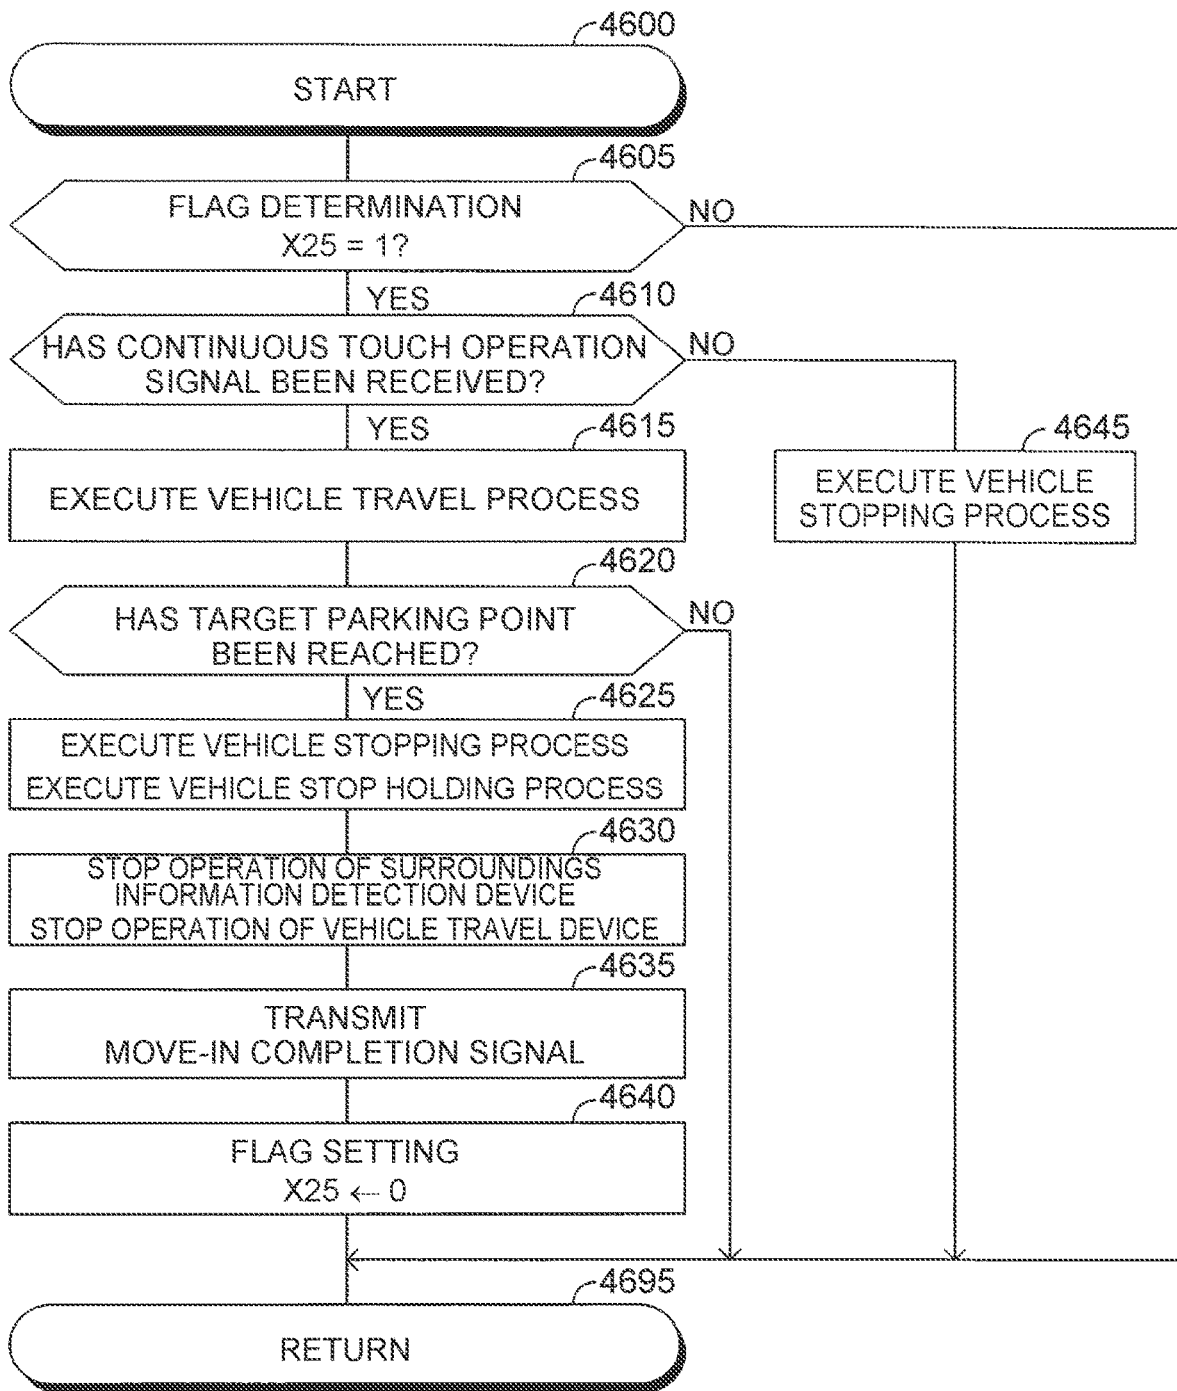 4600
START
4605
FLAG DETERMINATION
X25 = 1?
NO
YES
4610
HAS CONTINUOUS TOUCH OPERATION
SIGNAL BEEN RECEIVED?
NO
YES
4615
EXECUTE VEHICLE TRAVEL PROCESS
4645
EXECUTE VEHICLE
STOPPING PROCESS
4620
HAS TARGET PARKING POINT
BEEN REACHED?
NO
YES
4625
EXECUTE VEHICLE STOPPING PROCESS
EXECUTE VEHICLE STOP HOLDING PROCESS
4630
STOP OPERATION OF SURROUNDINGS
INFORMATION DETECTION DEVICE
STOP OPERATION OF VEHICLE TRAVEL DEVICE
4635
TRANSMIT
MOVE-IN COMPLETION SIGNAL
4640
FLAG SETTING
X25 ← 0
4695
RETURN